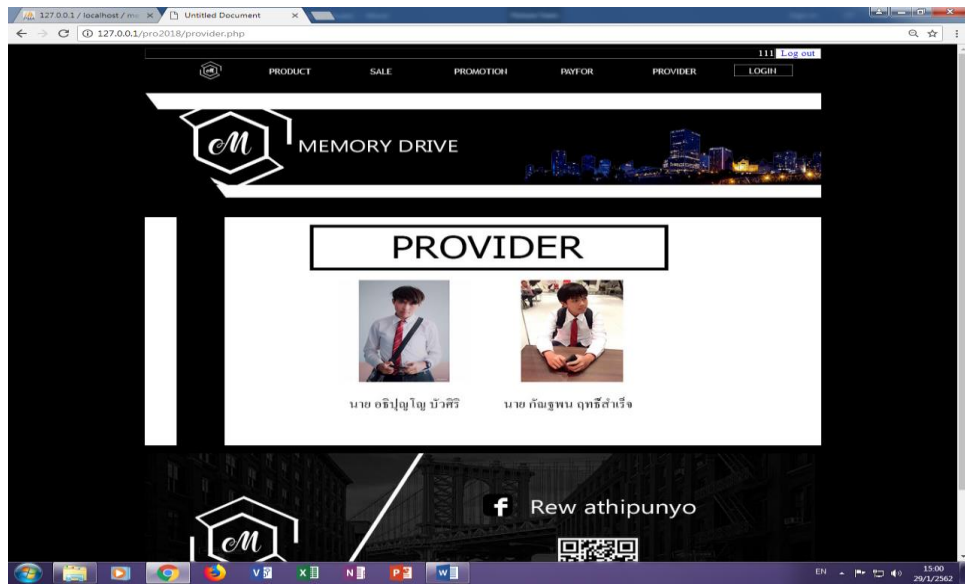 127.0.0.1 / localhost / m
Untitled Document
127.0.0.1/pro2018/provider.php
111 Log out
PRODUCT SALE PROMOTION PAYFOR PROVIDER LOGIN
M MEMORY DRIVE
PROVIDER
นาย อธิปุญโญ บัวศิริ นาย กัณฐพน ฤทธิ์สำเร็จ
f Rew athipunyo
M
EN 15:00
29/1/2562